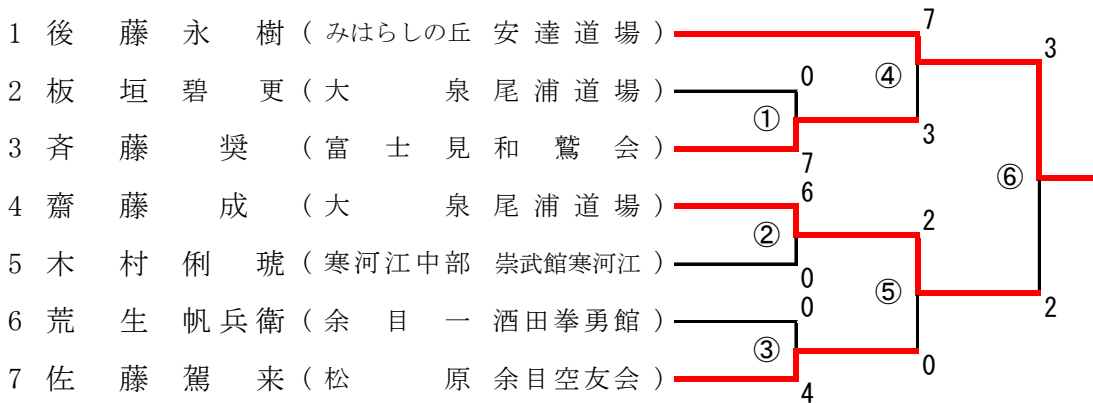 1 後藤永樹（みはらしの丘 安達道場） 7
3
2 板垣碧更（大泉 尾浦道場） 0 ④
①
3 斉藤奨（富士見 和鷲会） 7 3
⑥
4 齋藤成（大泉 尾浦道場） 6
② 2
5 木村俐琥（寒河江中部 崇武館寒河江） 0
⑤
6 荒生帆兵衛（余目一 酒田拳勇館） 0 2
③
7 佐藤駕来（松原 余目空友会） 4 0